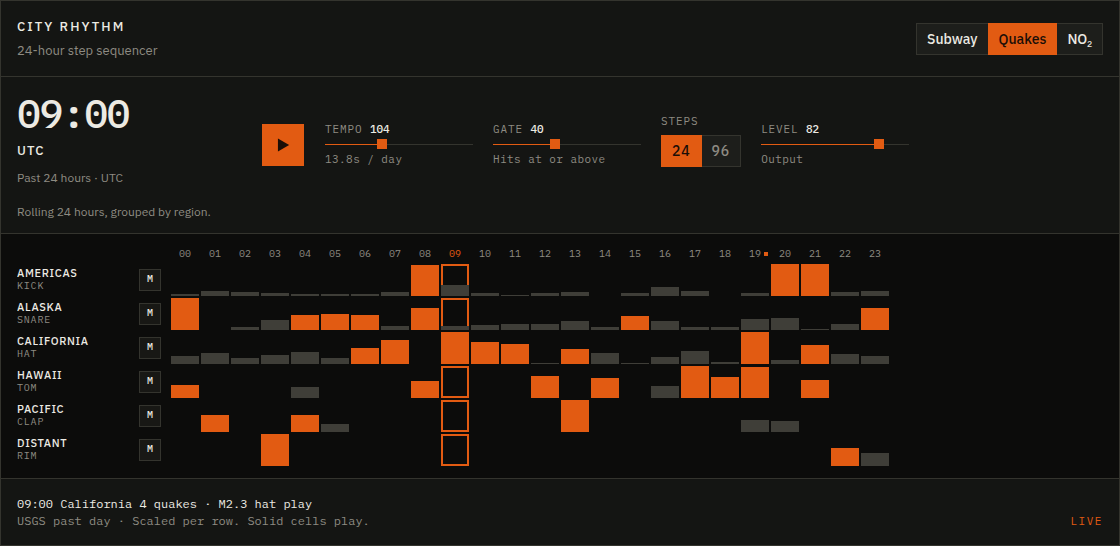 CITY RHYTHM
24-hour step sequencer
Subway Quakes NO₂
09:00
UTC
Past 24 hours · UTC
Rolling 24 hours, grouped by region.
TEMPO 104
13.8s / day
GATE 40
Hits at or above
STEPS
24 96
LEVEL 82
Output
00 01 02 03 04 05 06 07 08 09 10 11 12 13 14 15 16 17 18 19 20 21 22 23
AMERICAS M
KICK
ALASKA M
SNARE
CALIFORNIA M
HAT
HAWAII M
TOM
PACIFIC M
CLAP
DISTANT M
RIM
09:00 California 4 quakes · M2.3 hat play
USGS past day · Scaled per row. Solid cells play.
LIVE